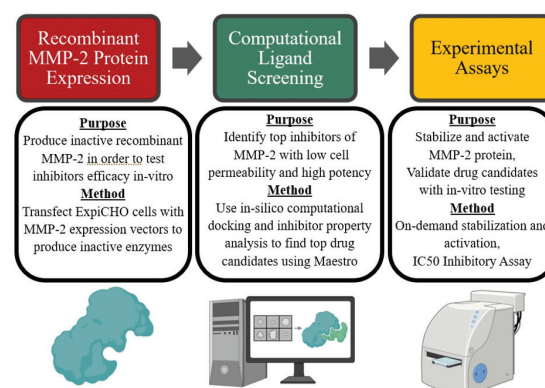 Recombinant
MMP-2 Protein
Expression
Purpose
Produce inactive recombinant
MMP-2 in order to test
inhibitors efficacy in-vitro
Method
Transfect ExpiCHO cells with
MMP-2 expression vectors to
produce inactive enzymes
Computational
Ligand
Screening
Purpose
Identify top inhibitors of
MMP-2 with low cell
permeability and high potency
Method
Use in-silico computational
docking and inhibitor property
analysis to find top drug
candidates using Maestro
Experimental
Assays
Purpose
Stabilize and activate
MMP-2 protein,
Validate drug candidates
with in-vitro testing
Method
On-demand stabilization and
activation,
IC50 Inhibitory Assay